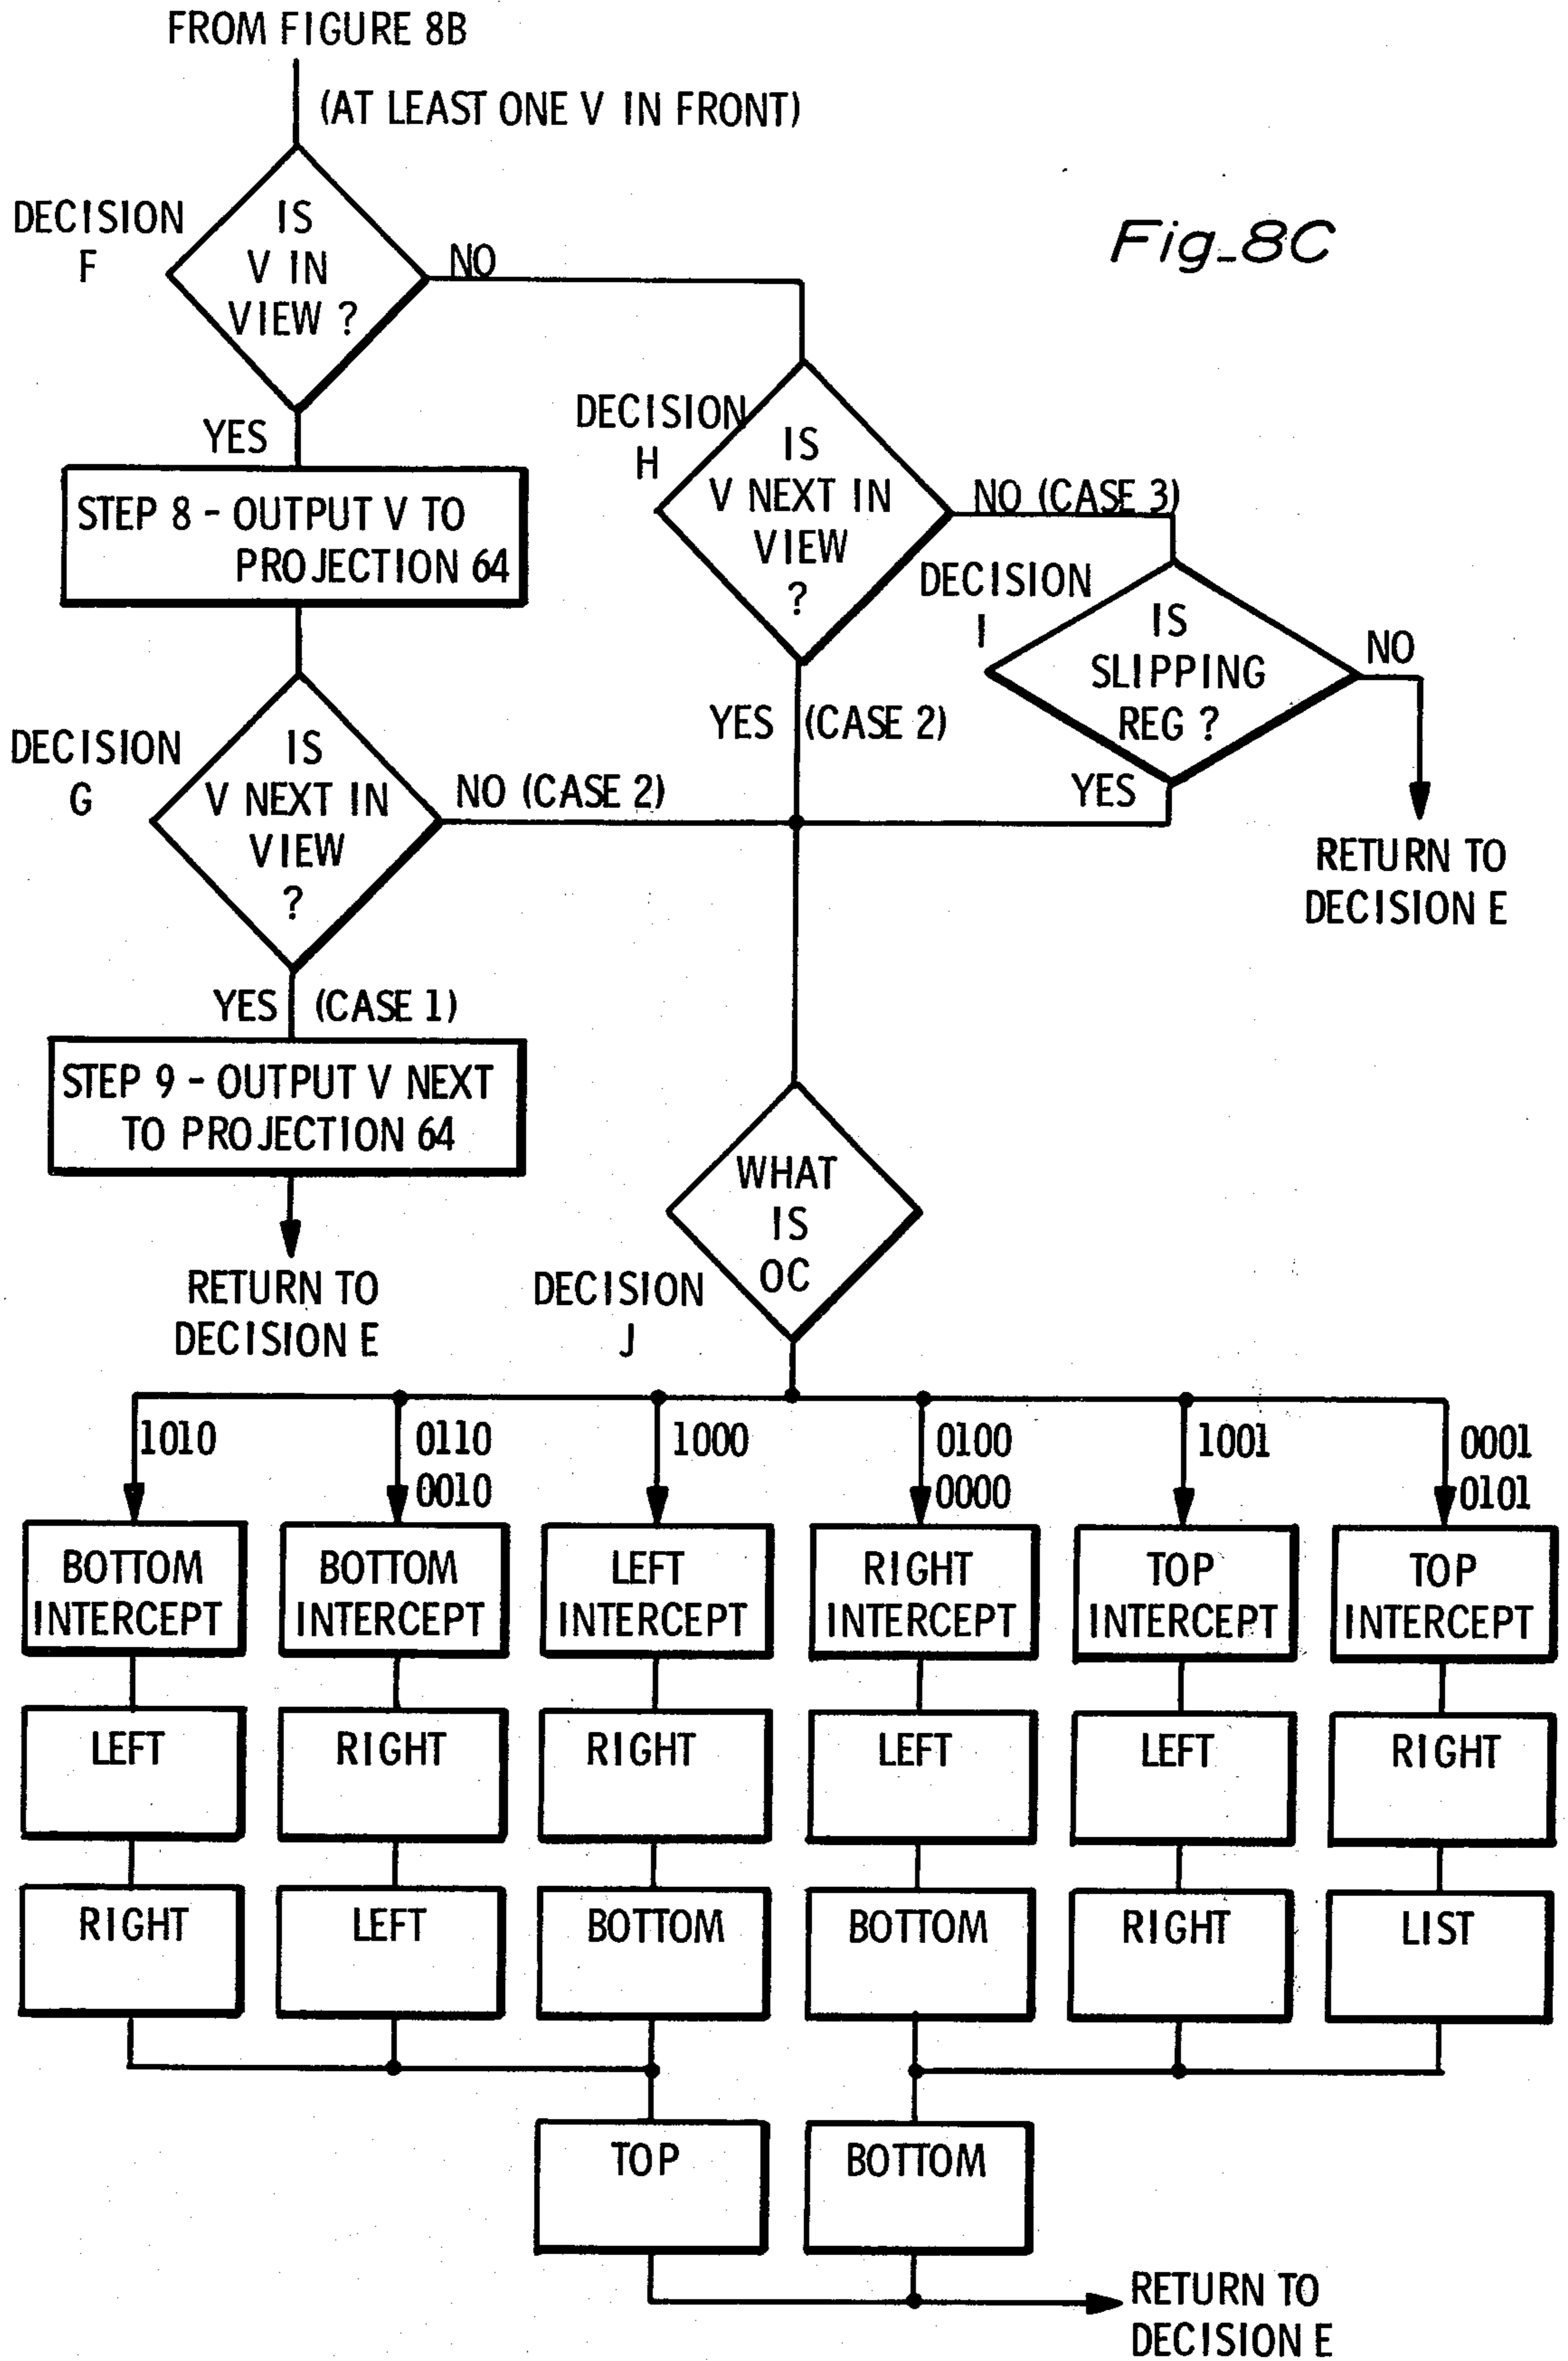 FROM FIGURE 8B
(AT LEAST ONE V IN FRONT)
Fig_8C
DECISION
F
IS
V IN
VIEW ?
NO
YES
STEP 8 - OUTPUT V TO
PROJECTION 64
DECISION
H
IS
V NEXT IN
VIEW
?
NO (CASE 3)
YES (CASE 2)
DECISION
I
IS
SLIPPING
REG ?
NO
YES
RETURN TO
DECISION E
DECISION
G
IS
V NEXT IN
VIEW
?
NO (CASE 2)
YES (CASE 1)
STEP 9 - OUTPUT V NEXT
TO PROJECTION 64
RETURN TO
DECISION E
DECISION
J
WHAT
IS
OC
1010
0110
0010
1000
0100
0000
1001
0001
0101
BOTTOM
INTERCEPT
BOTTOM
INTERCEPT
LEFT
INTERCEPT
RIGHT
INTERCEPT
TOP
INTERCEPT
TOP
INTERCEPT
LEFT
RIGHT
RIGHT
LEFT
LEFT
RIGHT
RIGHT
LEFT
BOTTOM
BOTTOM
RIGHT
LIST
TOP
BOTTOM
RETURN TO
DECISION E